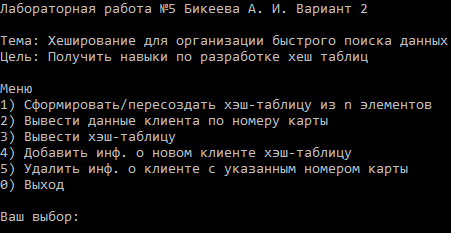 Лабораторная работа №5 Бикеева А. И. Вариант 2
Тема: Хеширование для организации быстрого поиска данных
Цель: Получить навыки по разработке хеш таблиц
Меню
1) Сформировать/пересоздать хэш-таблицу из n элементов
2) Вывести данные клиента по номеру карты
3) Вывести хэш-таблицу
4) Добавить инф. о новом клиенте хэш-таблицу
5) Удалить инф. о клиенте с указанным номером карты
0) Выход
Ваш выбор: